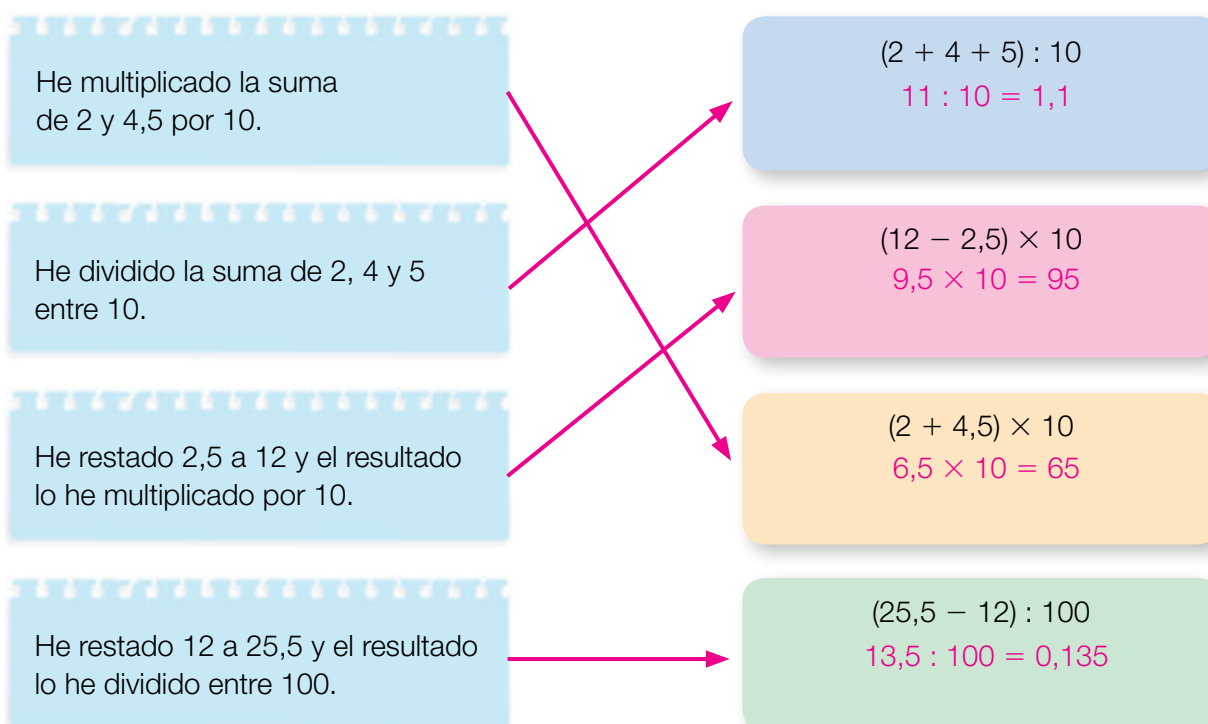 He multiplicado la suma
de 2 y 4,5 por 10.
(2 + 4 + 5) : 10
11 : 10 = 1,1
He dividido la suma de 2, 4 y 5
entre 10.
(12 − 2,5) × 10
9,5 × 10 = 95
He restado 2,5 a 12 y el resultado
lo he multiplicado por 10.
(2 + 4,5) × 10
6,5 × 10 = 65
He restado 12 a 25,5 y el resultado
lo he dividido entre 100.
(25,5 − 12) : 100
13,5 : 100 = 0,135